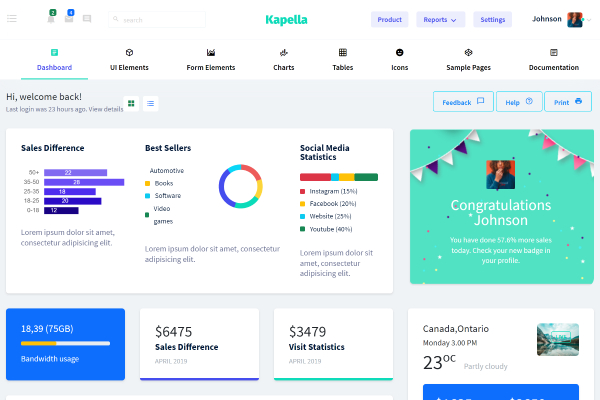 2
4
search
Kapella
Product
Reports
Settings
Johnson
Dashboard
UI Elements
Form Elements
Charts
Tables
Icons
Sample Pages
Documentation
Hi, welcome back!
Last login was 23 hours ago. View details
Feedback
Help
Print
Sales Difference
50+ 22
35-50 28
25-35 18
18-25 20
0-18 12
Lorem ipsum dolor sit amet,
consectetur adipisicing elit.
Best Sellers
Automotive
Books
Software
Video
games
Lorem ipsum dolor sit amet, consectetur
adipisicing elit.
Social Media
Statistics
Instagram (15%)
Facebook (20%)
Website (25%)
Youtube (40%)
Lorem ipsum dolor sit
amet, consectetur
adipisicing elit.
Congratulations
Johnson
You have done 57.6% more sales
today. Check your new badge in
your profile.
18,39 (75GB)
Bandwidth usage
$6475
Sales Difference
APRIL 2019
$3479
Visit Statistics
APRIL 2019
Canada,Ontario
Monday 3.00 PM
23°C Partly cloudy